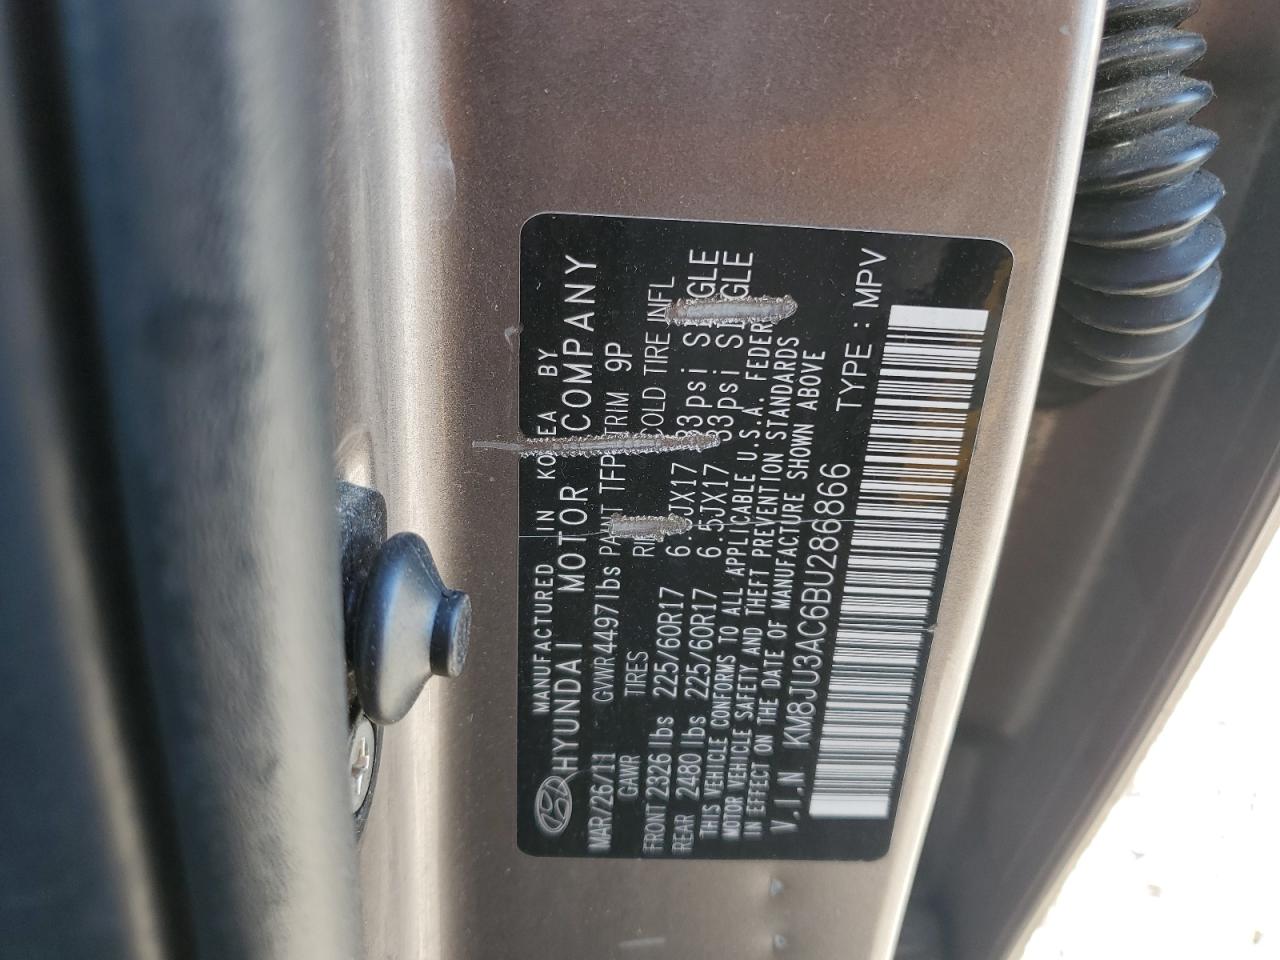 MANUFACTURED IN KOREA BY
HYUNDAI MOTOR COMPANY
MAR/26/11 GVWR 4497lbs PAINT TFP TRIM 9P
GAWR TIRES COLD TIRE INFL
FRONT 2326 lbs 225/60R17 6.5JX17 33psi SINGLE
REAR 2480 lbs 225/60R17 6.5JX17 33psi SINGLE
THIS VEHICLE CONFORMS TO ALL APPLICABLE U.S.A. FEDERAL
MOTOR VEHICLE SAFETY AND THEFT PREVENTION STANDARDS
IN EFFECT ON THE DATE OF MANUFACTURE SHOWN ABOVE
V.I.N KM8JU3AC6BU286866 TYPE : MPV